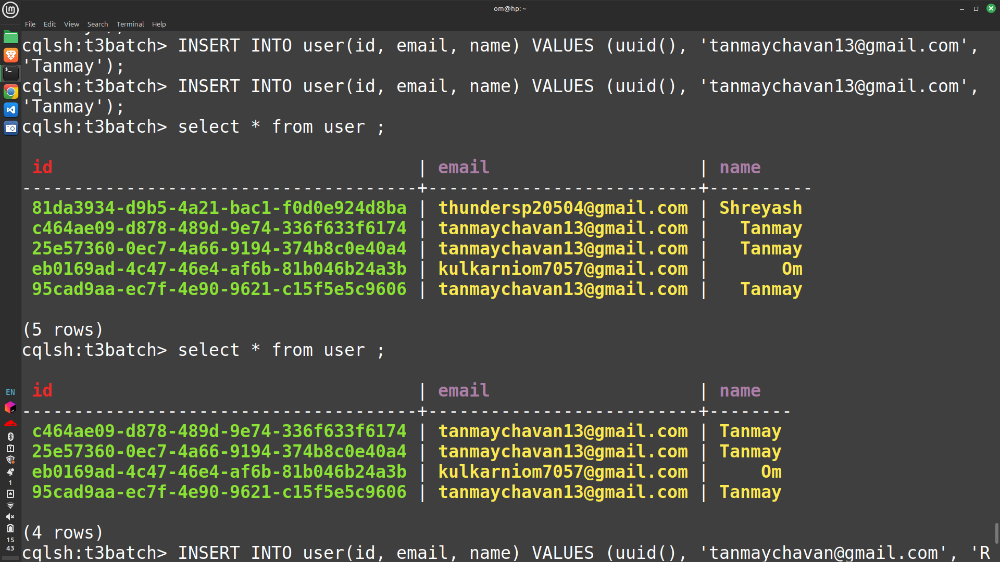 om@hp:~
File Edit View Search Terminal Help
cqlsh:t3batch> INSERT INTO user(id, email, name) VALUES (uuid(), 'tanmaychavan13@gmail.com',
'Tanmay');
cqlsh:t3batch> INSERT INTO user(id, email, name) VALUES (uuid(), 'tanmaychavan13@gmail.com',
'Tanmay');
cqlsh:t3batch> select * from user ;
id | email | name
---------------------------------------+---------------------------+----------
81da3934-d9b5-4a21-bac1-f0d0e924d8ba | thundersp20504@gmail.com | Shreyash
c464ae09-d878-489d-9e74-336f633f6174 | tanmaychavan13@gmail.com | Tanmay
25e57360-0ec7-4a66-9194-374b8c0e40a4 | tanmaychavan13@gmail.com | Tanmay
eb0169ad-4c47-46e4-af6b-81b046b24a3b | kulkarniom7057@gmail.com | Om
95cad9aa-ec7f-4e90-9621-c15f5e5c9606 | tanmaychavan13@gmail.com | Tanmay
(5 rows)
cqlsh:t3batch> select * from user ;
id | email | name
---------------------------------------+---------------------------+--------
c464ae09-d878-489d-9e74-336f633f6174 | tanmaychavan13@gmail.com | Tanmay
25e57360-0ec7-4a66-9194-374b8c0e40a4 | tanmaychavan13@gmail.com | Tanmay
eb0169ad-4c47-46e4-af6b-81b046b24a3b | kulkarniom7057@gmail.com | Om
95cad9aa-ec7f-4e90-9621-c15f5e5c9606 | tanmaychavan13@gmail.com | Tanmay
(4 rows)
cqlsh:t3batch> INSERT INTO user(id, email, name) VALUES (uuid(), 'tanmaychavan@gmail.com', 'R
EN
1
15
43